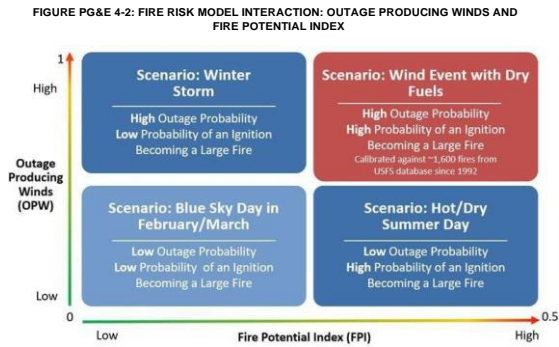 FIGURE PG&E 4-2: FIRE RISK MODEL INTERACTION: OUTAGE PRODUCING WINDS AND
FIRE POTENTIAL INDEX
1
High
Outage
Producing
Winds
(OPW)
Low
0
Scenario: Winter
Storm
High Outage Probability
Low Probability of an Ignition
Becoming a Large Fire
Scenario: Wind Event with Dry
Fuels
High Outage Probability
High Probability of an Ignition
Becoming a Large Fire
Calibrated against ~1,600 fires from
USFS database since 1992
Scenario: Blue Sky Day in
February/March
Low Outage Probability
Low Probability of an Ignition
Becoming a Large Fire
Scenario: Hot/Dry
Summer Day
Low Outage Probability
High Probability of an Ignition
Becoming a Large Fire
0.5
Low
Fire Potential Index (FPI)
High